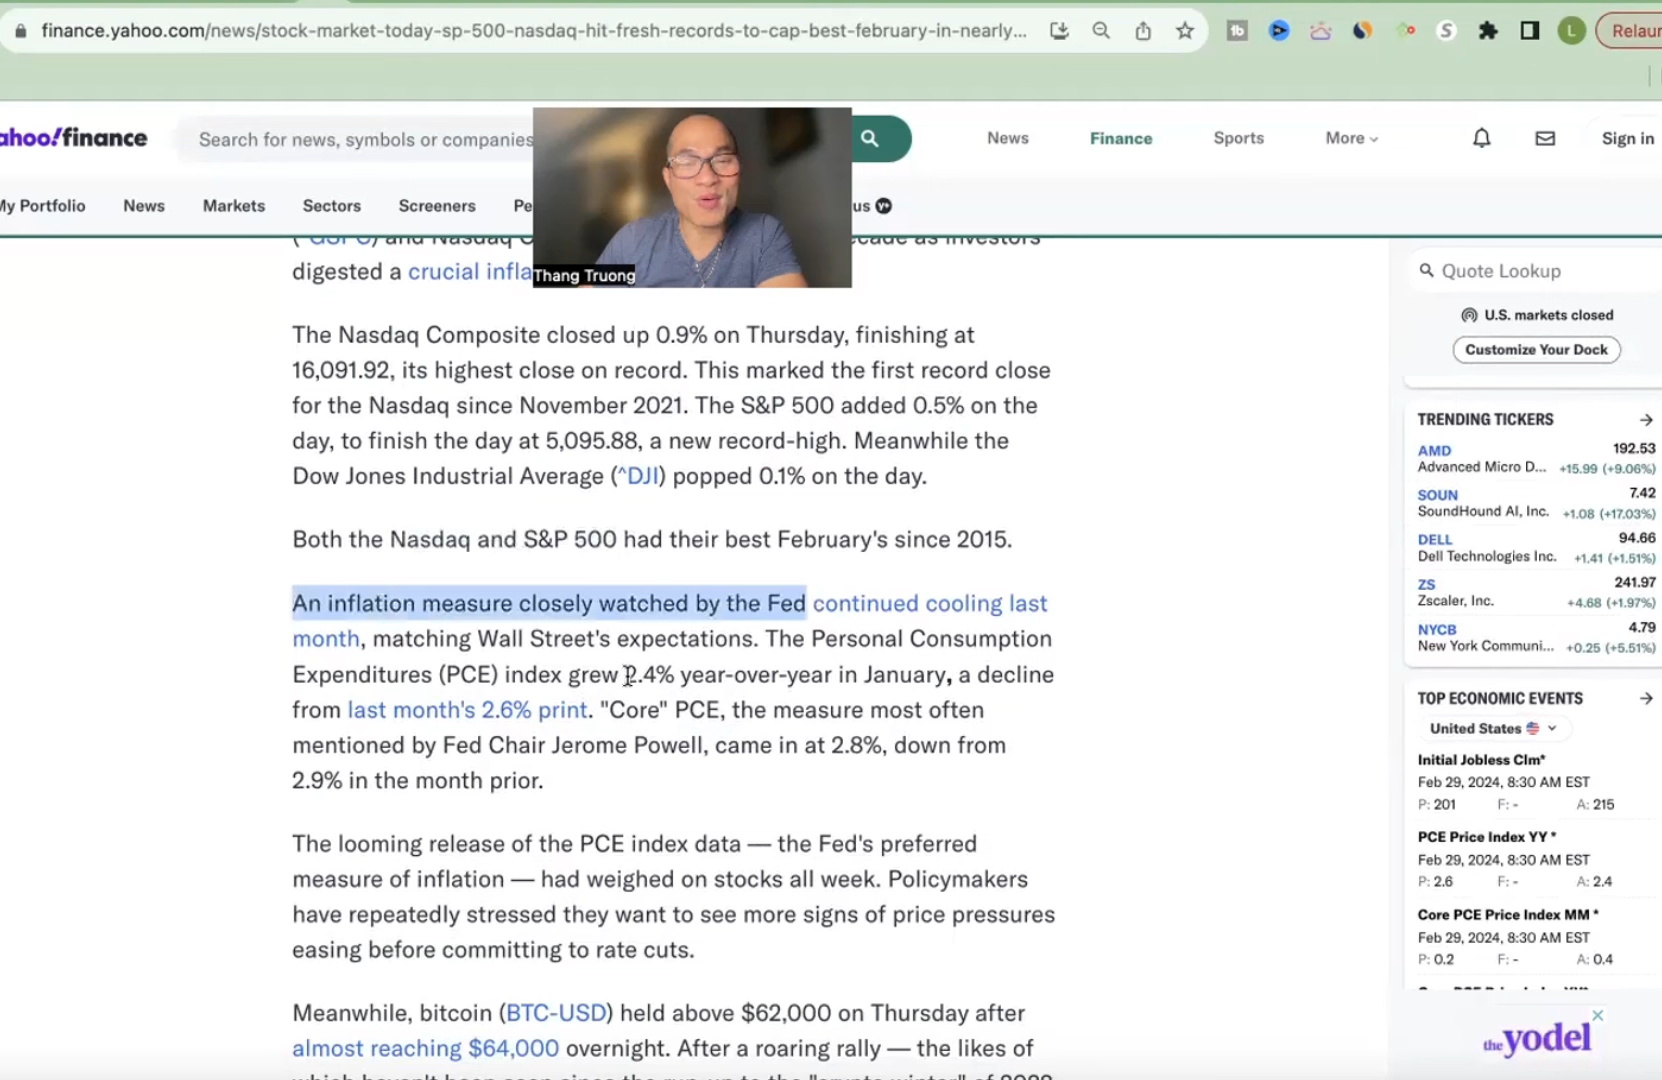 finance.yahoo.com/news/stock-market-today-sp-500-nasdaq-hit-fresh-records-to-cap-best-february-in-nearly...
tb
S
L
Relaun
ahoo!finance
Search for news, symbols or companies
News
Finance
Sports
More
Sign in
My Portfolio
News
Markets
Sectors
Screeners
Pe
us
Y+
Thang Truong
(^GSPC) and Nasdaq C
ecade as investors
digested a crucial infla
The Nasdaq Composite closed up 0.9% on Thursday, finishing at
16,091.92, its highest close on record. This marked the first record close
for the Nasdaq since November 2021. The S&P 500 added 0.5% on the
day, to finish the day at 5,095.88, a new record-high. Meanwhile the
Dow Jones Industrial Average (^DJI) popped 0.1% on the day.
Both the Nasdaq and S&P 500 had their best February's since 2015.
An inflation measure closely watched by the Fed continued cooling last
month, matching Wall Street's expectations. The Personal Consumption
Expenditures (PCE) index grew 2.4% year-over-year in January, a decline
from last month's 2.6% print. "Core" PCE, the measure most often
mentioned by Fed Chair Jerome Powell, came in at 2.8%, down from
2.9% in the month prior.
The looming release of the PCE index data — the Fed's preferred
measure of inflation — had weighed on stocks all week. Policymakers
have repeatedly stressed they want to see more signs of price pressures
easing before committing to rate cuts.
Meanwhile, bitcoin (BTC-USD) held above $62,000 on Thursday after
almost reaching $64,000 overnight. After a roaring rally — the likes of
which haven't been seen since the run-up to the "crypto winter" of 2022
Quote Lookup
U.S. markets closed
Customize Your Dock
TRENDING TICKERS
AMD 192.53
Advanced Micro D... +15.99 (+9.06%)
SOUN 7.42
SoundHound AI, Inc. +1.08 (+17.03%)
DELL 94.66
Dell Technologies Inc. +1.41 (+1.51%)
ZS 241.97
Zscaler, Inc. +4.68 (+1.97%)
NYCB 4.79
New York Communi... +0.25 (+5.51%)
TOP ECONOMIC EVENTS
United States
Initial Jobless Clm*
Feb 29, 2024, 8:30 AM EST
P: 201 F: - A: 215
PCE Price Index YY *
Feb 29, 2024, 8:30 AM EST
P: 2.6 F: - A: 2.4
Core PCE Price Index MM *
Feb 29, 2024, 8:30 AM EST
P: 0.2 F: - A: 0.4
the yodel